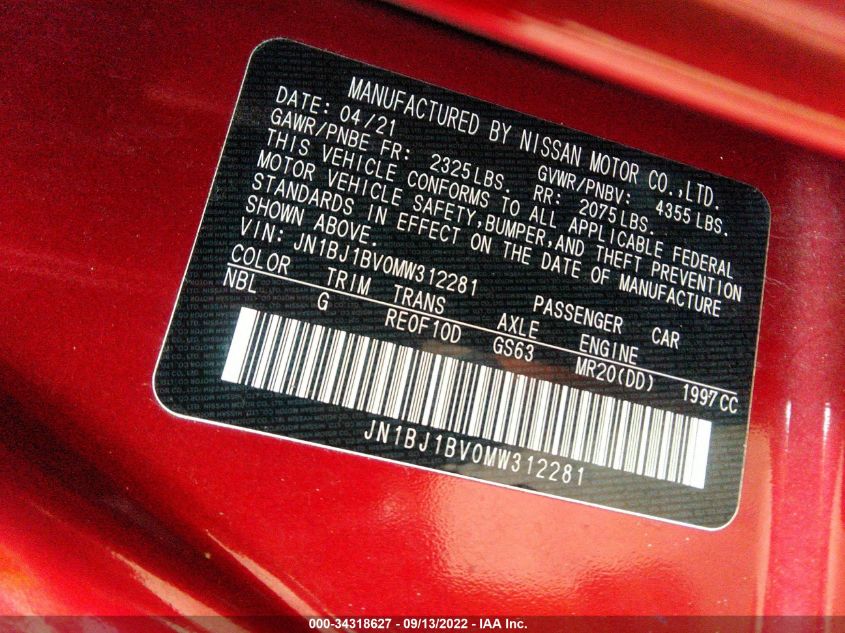 MANUFACTURED BY NISSAN MOTOR CO.,LTD.
DATE: 04/21 GVWR/PNBV: 4355LBS.
GAWR/PNBE FR: 2325LBS. RR: 2075LBS.
THIS VEHICLE CONFORMS TO ALL APPLICABLE FEDERAL
MOTOR VEHICLE SAFETY,BUMPER,AND THEFT PREVENTION
STANDARDS IN EFFECT ON THE DATE OF MANUFACTURE
SHOWN ABOVE.
VIN: JN1BJ1BV0MW312281 PASSENGER CAR
COLOR TRIM TRANS AXLE ENGINE
NBL G RE0F10D GS63 MR20(DD) 1997CC
JN1BJ1BV0MW312281
000-34318627 - 09/13/2022 - IAA Inc.